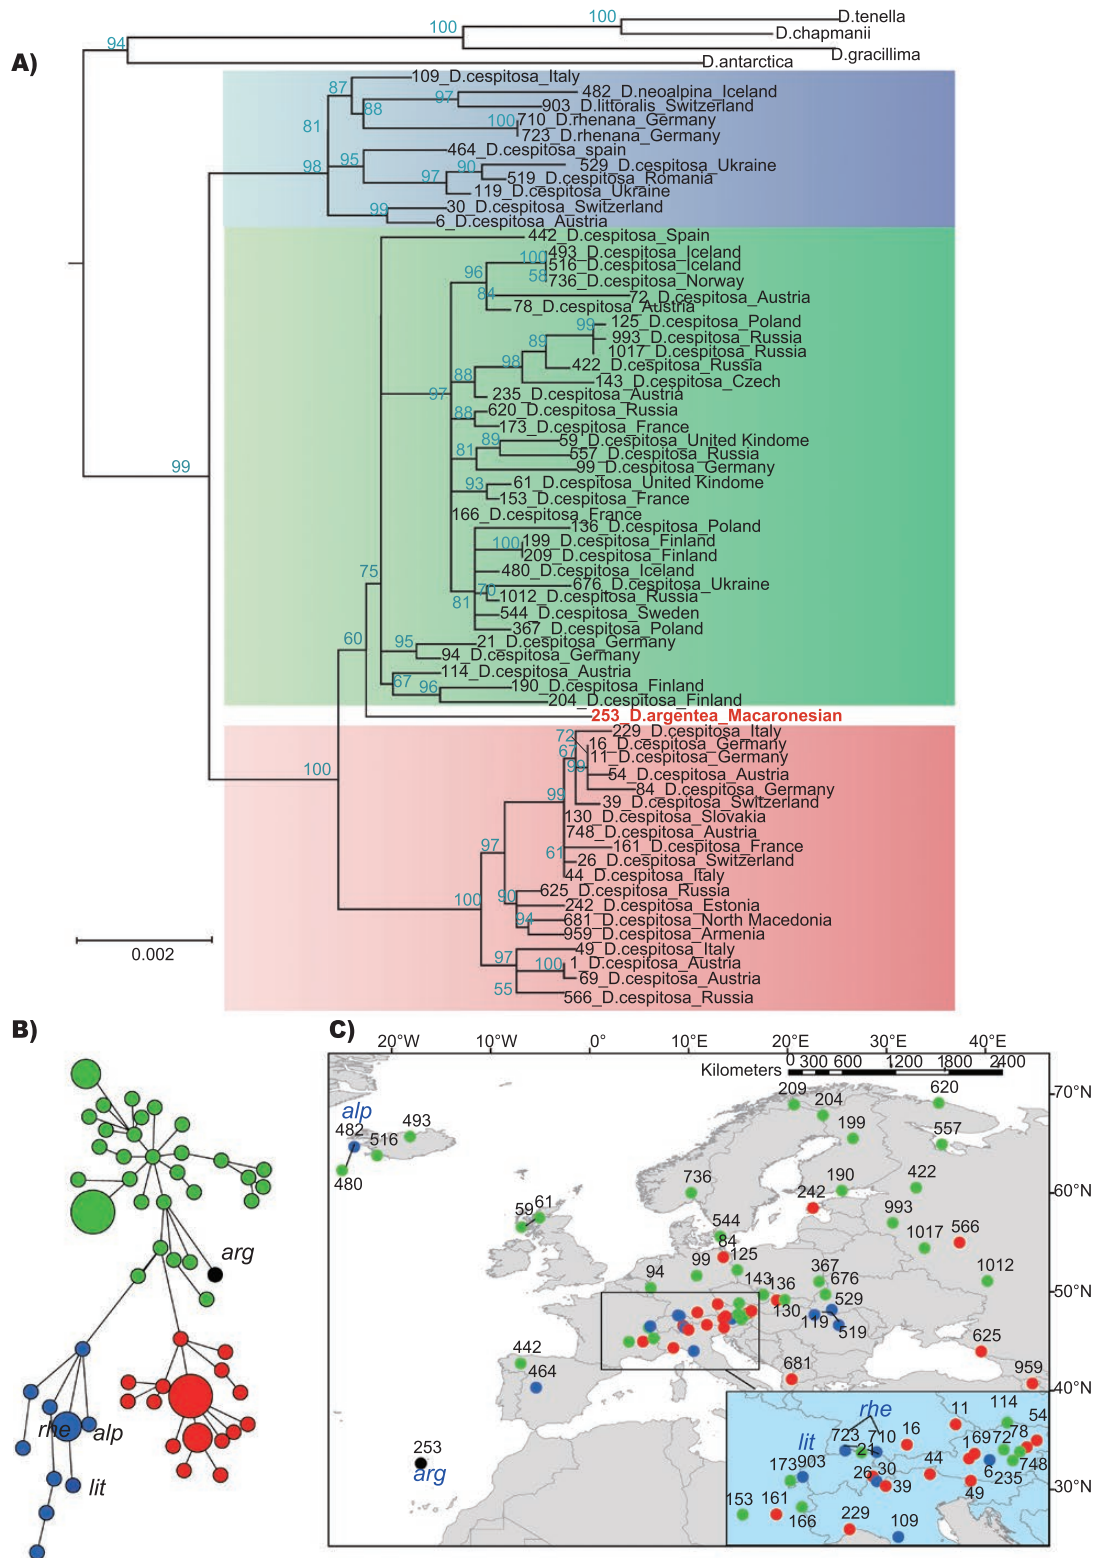 A)
94
100
100
D.tenella
D.chapmanii
D.gracillima
D.antarctica
109_D.cespitosa_Italy
482_D.neoalpina_Iceland
903_D.littoralis_Switzerland
710_D.rhenana_Germany
723_D.rhenana_Germany
464_D.cespitosa_spain
529_D.cespitosa_Ukraine
519_D.cespitosa_Romania
119_D.cespitosa_Ukraine
30_D.cespitosa_Switzerland
6_D.cespitosa_Austria
87
97
88
100
81
98
95
90
97
99
442_D.cespitosa_Spain
493_D.cespitosa_Iceland
516_D.cespitosa_Iceland
736_D.cespitosa_Norway
72_D.cespitosa_Austria
78_D.cespitosa_Austria
125_D.cespitosa_Poland
993_D.cespitosa_Russia
1017_D.cespitosa_Russia
422_D.cespitosa_Russia
143_D.cespitosa_Czech
235_D.cespitosa_Austria
620_D.cespitosa_Russia
173_D.cespitosa_France
59_D.cespitosa_United Kindome
557_D.cespitosa_Russia
99_D.cespitosa_Germany
61_D.cespitosa_United Kindome
153_D.cespitosa_France
166_D.cespitosa_France
136_D.cespitosa_Poland
199_D.cespitosa_Finland
209_D.cespitosa_Finland
480_D.cespitosa_Iceland
676_D.cespitosa_Ukraine
1012_D.cespitosa_Russia
544_D.cespitosa_Sweden
367_D.cespitosa_Poland
21_D.cespitosa_Germany
94_D.cespitosa_Germany
114_D.cespitosa_Austria
190_D.cespitosa_Finland
204_D.cespitosa_Finland
100
58
96
84
99
89
98
88
97
88
89
81
93
100
70
81
99
75
60
95
67
96
253_D.argentea_Macaronesian
229_D.cespitosa_Italy
16_D.cespitosa_Germany
11_D.cespitosa_Germany
54_D.cespitosa_Austria
84_D.cespitosa_Germany
39_D.cespitosa_Switzerland
130_D.cespitosa_Slovakia
748_D.cespitosa_Austria
161_D.cespitosa_France
26_D.cespitosa_Switzerland
44_D.cespitosa_Italy
625_D.cespitosa_Russia
242_D.cespitosa_Estonia
681_D.cespitosa_North Macedonia
959_D.cespitosa_Armenia
49_D.cespitosa_Italy
1_D.cespitosa_Austria
69_D.cespitosa_Austria
566_D.cespitosa_Russia
72
67
99
99
61
100
97
100
90
94
97
100
55
0.002
B)
arg
rhe
alp
lit
C)
20°W
10°W
0°
10°E
20°E
30°E
40°E
Kilometers
0 300 600 1200 1800 2400
70°N
60°N
50°N
40°N
30°N
alp
482
493
516
480
209
204
620
199
557
736
190
422
242
59
61
993
544
1017
566
84
94
99
125
367
1012
143
136
676
529
130
119
519
442
464
625
681
959
253
arg
rhe
11
114
54
723
710
16
78
lit
21
1
69
72
173
903
44
26
30
6
748
39
235
49
153
161
166
229
109